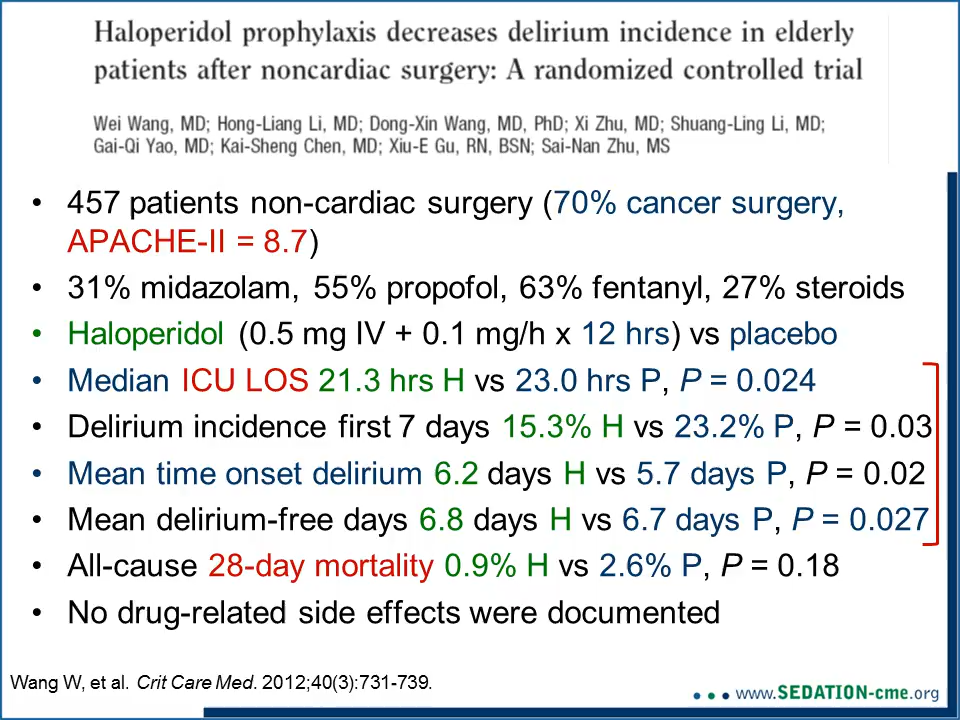 Haloperidol prophylaxis decreases delirium incidence in elderly
patients after noncardiac surgery: A randomized controlled trial
Wei Wang, MD; Hong-Liang Li, MD; Dong-Xin Wang, MD, PhD; Xi Zhu, MD; Shuang-Ling Li, MD;
Gai-Qi Yao, MD; Kai-Sheng Chen, MD; Xiu-E Gu, RN, BSN; Sai-Nan Zhu, MS
• 457 patients non-cardiac surgery (70% cancer surgery,
APACHE-II = 8.7)
• 31% midazolam, 55% propofol, 63% fentanyl, 27% steroids
• Haloperidol (0.5 mg IV + 0.1 mg/h x 12 hrs) vs placebo
• Median ICU LOS 21.3 hrs H vs 23.0 hrs P, P = 0.024
• Delirium incidence first 7 days 15.3% H vs 23.2% P, P = 0.03
• Mean time onset delirium 6.2 days H vs 5.7 days P, P = 0.02
• Mean delirium-free days 6.8 days H vs 6.7 days P, P = 0.027
• All-cause 28-day mortality 0.9% H vs 2.6% P, P = 0.18
• No drug-related side effects were documented
Wang W, et al. Crit Care Med. 2012;40(3):731-739.
www.SEDATION-cme.org